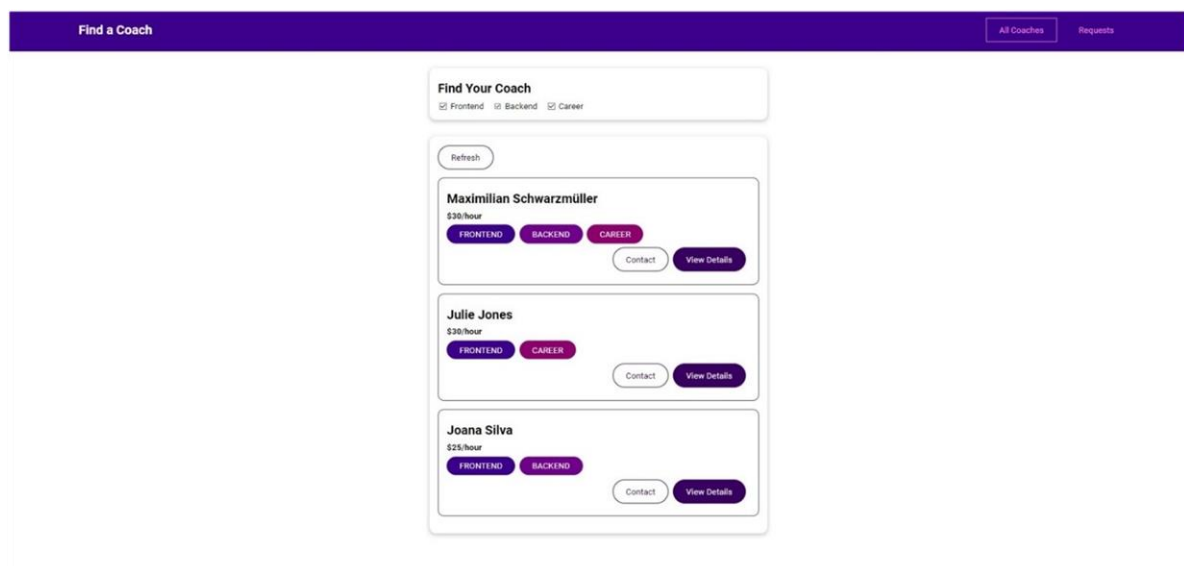 Find a Coach
All Coaches Requests
Find Your Coach
Frontend Backend Career
Refresh
Maximilian Schwarzmüller
$30/hour
FRONTEND BACKEND CAREER
Contact View Details
Julie Jones
$30/hour
FRONTEND CAREER
Contact View Details
Joana Silva
$25/hour
FRONTEND BACKEND
Contact View Details